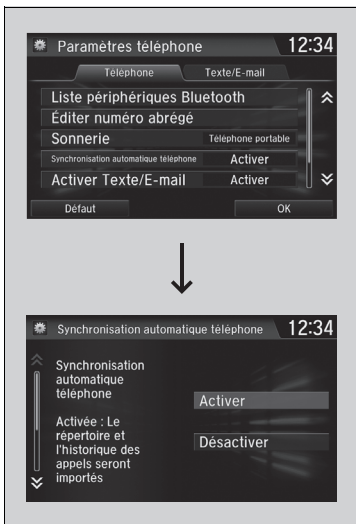 Paramètres téléphone 12:34
Téléphone Texte/E-mail
Liste périphériques Bluetooth
Éditer numéro abrégé
Sonnerie Téléphone portable
Synchronisation automatique téléphone Activer
Activer Texte/E-mail Activer
Défaut OK
Synchronisation automatique téléphone 12:34
Synchronisation
automatique
téléphone
Activer
Activée : Le
répertoire et
l'historique des
appels seront
importés
Désactiver